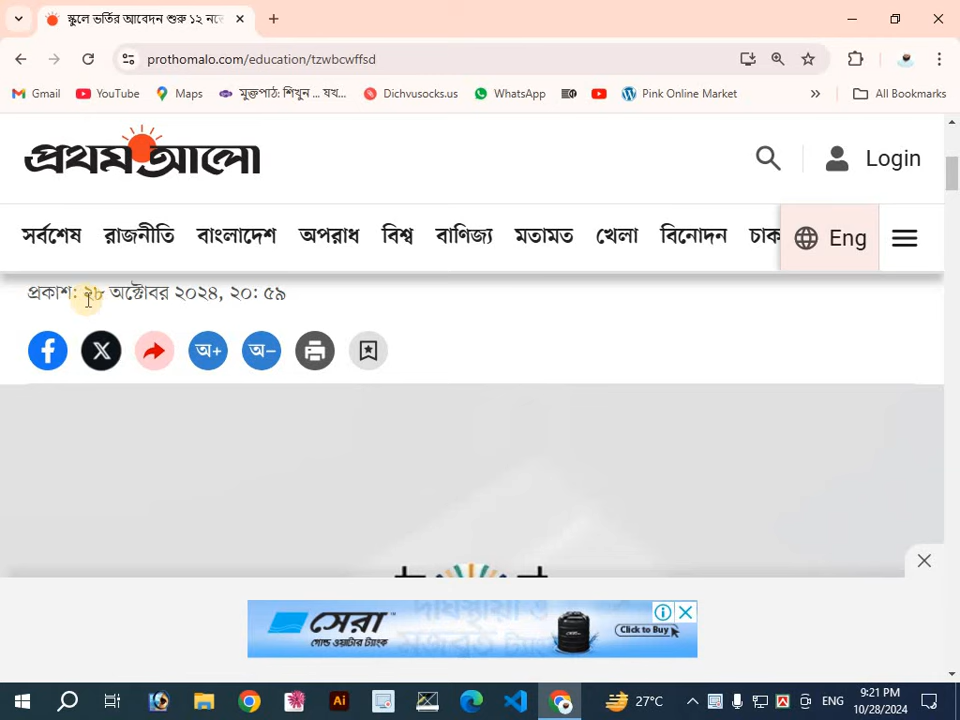 স্কুলে ভর্তির আবেদন শুরু ১২ নভে
prothomalo.com/education/tzwbcwffsd
Gmail YouTube Maps মুক্তপাঠ: শিখুন ... যখ... Dichvusocks.us WhatsApp Pink Online Market » All Bookmarks
প্রথম আলো Login
সর্বশেষ রাজনীতি বাংলাদেশ অপরাধ বিশ্ব বাণিজ্য মতামত খেলা বিনোদন চাক Eng
প্রকাশ: ২৮ অক্টোবর ২০২৪, ২০: ৫৯
অ+ অ−
সেরা
গোল্ড ওয়াটার ট্যাংক
Click to Buy
Ai 27°C ENG 9:21 PM
10/28/2024